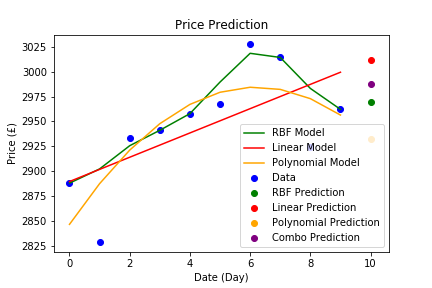 Price Prediction
Price (£)
3025
3000
2975
2950
2925
2900
2875
2850
2825
RBF Model
Linear Model
Polynomial Model
Data
RBF Prediction
Linear Prediction
Polynomial Prediction
Combo Prediction
0
2
4
6
8
10
Date (Day)